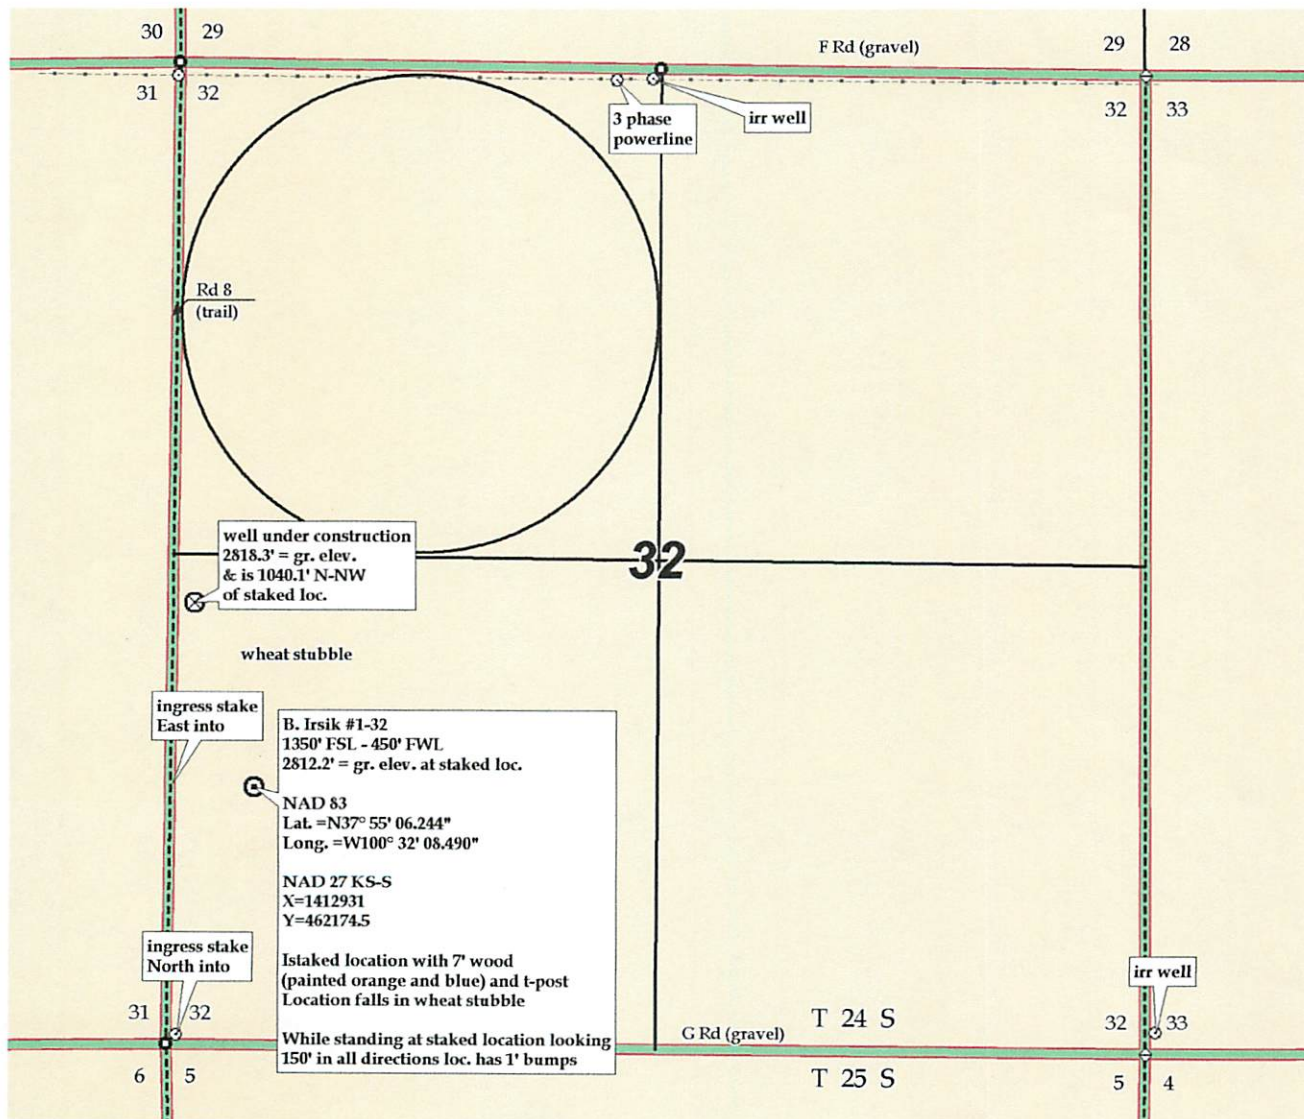 30 29
F Rd (gravel)
29 28
31 32
32 33
3 phase
powerline
irr well
Rd 8
(trail)
well under construction
2818.3' = gr. elev.
& is 1040.1' N-NW
of staked loc.
32
wheat stubble
ingress stake
East into
B. Irsik #1-32
1350' FSL - 450' FWL
2812.2' = gr. elev. at staked loc.
NAD 83
Lat. =N37° 55' 06.244"
Long. =W100° 32' 08.490"
NAD 27 KS-S
X=1412931
Y=462174.5
Istaked location with 7' wood
(painted orange and blue) and t-post
Location falls in wheat stubble
While standing at staked location looking
150' in all directions loc. has 1' bumps
ingress stake
North into
irr well
31 32
T 24 S
32 33
G Rd (gravel)
6 5
T 25 S
5 4